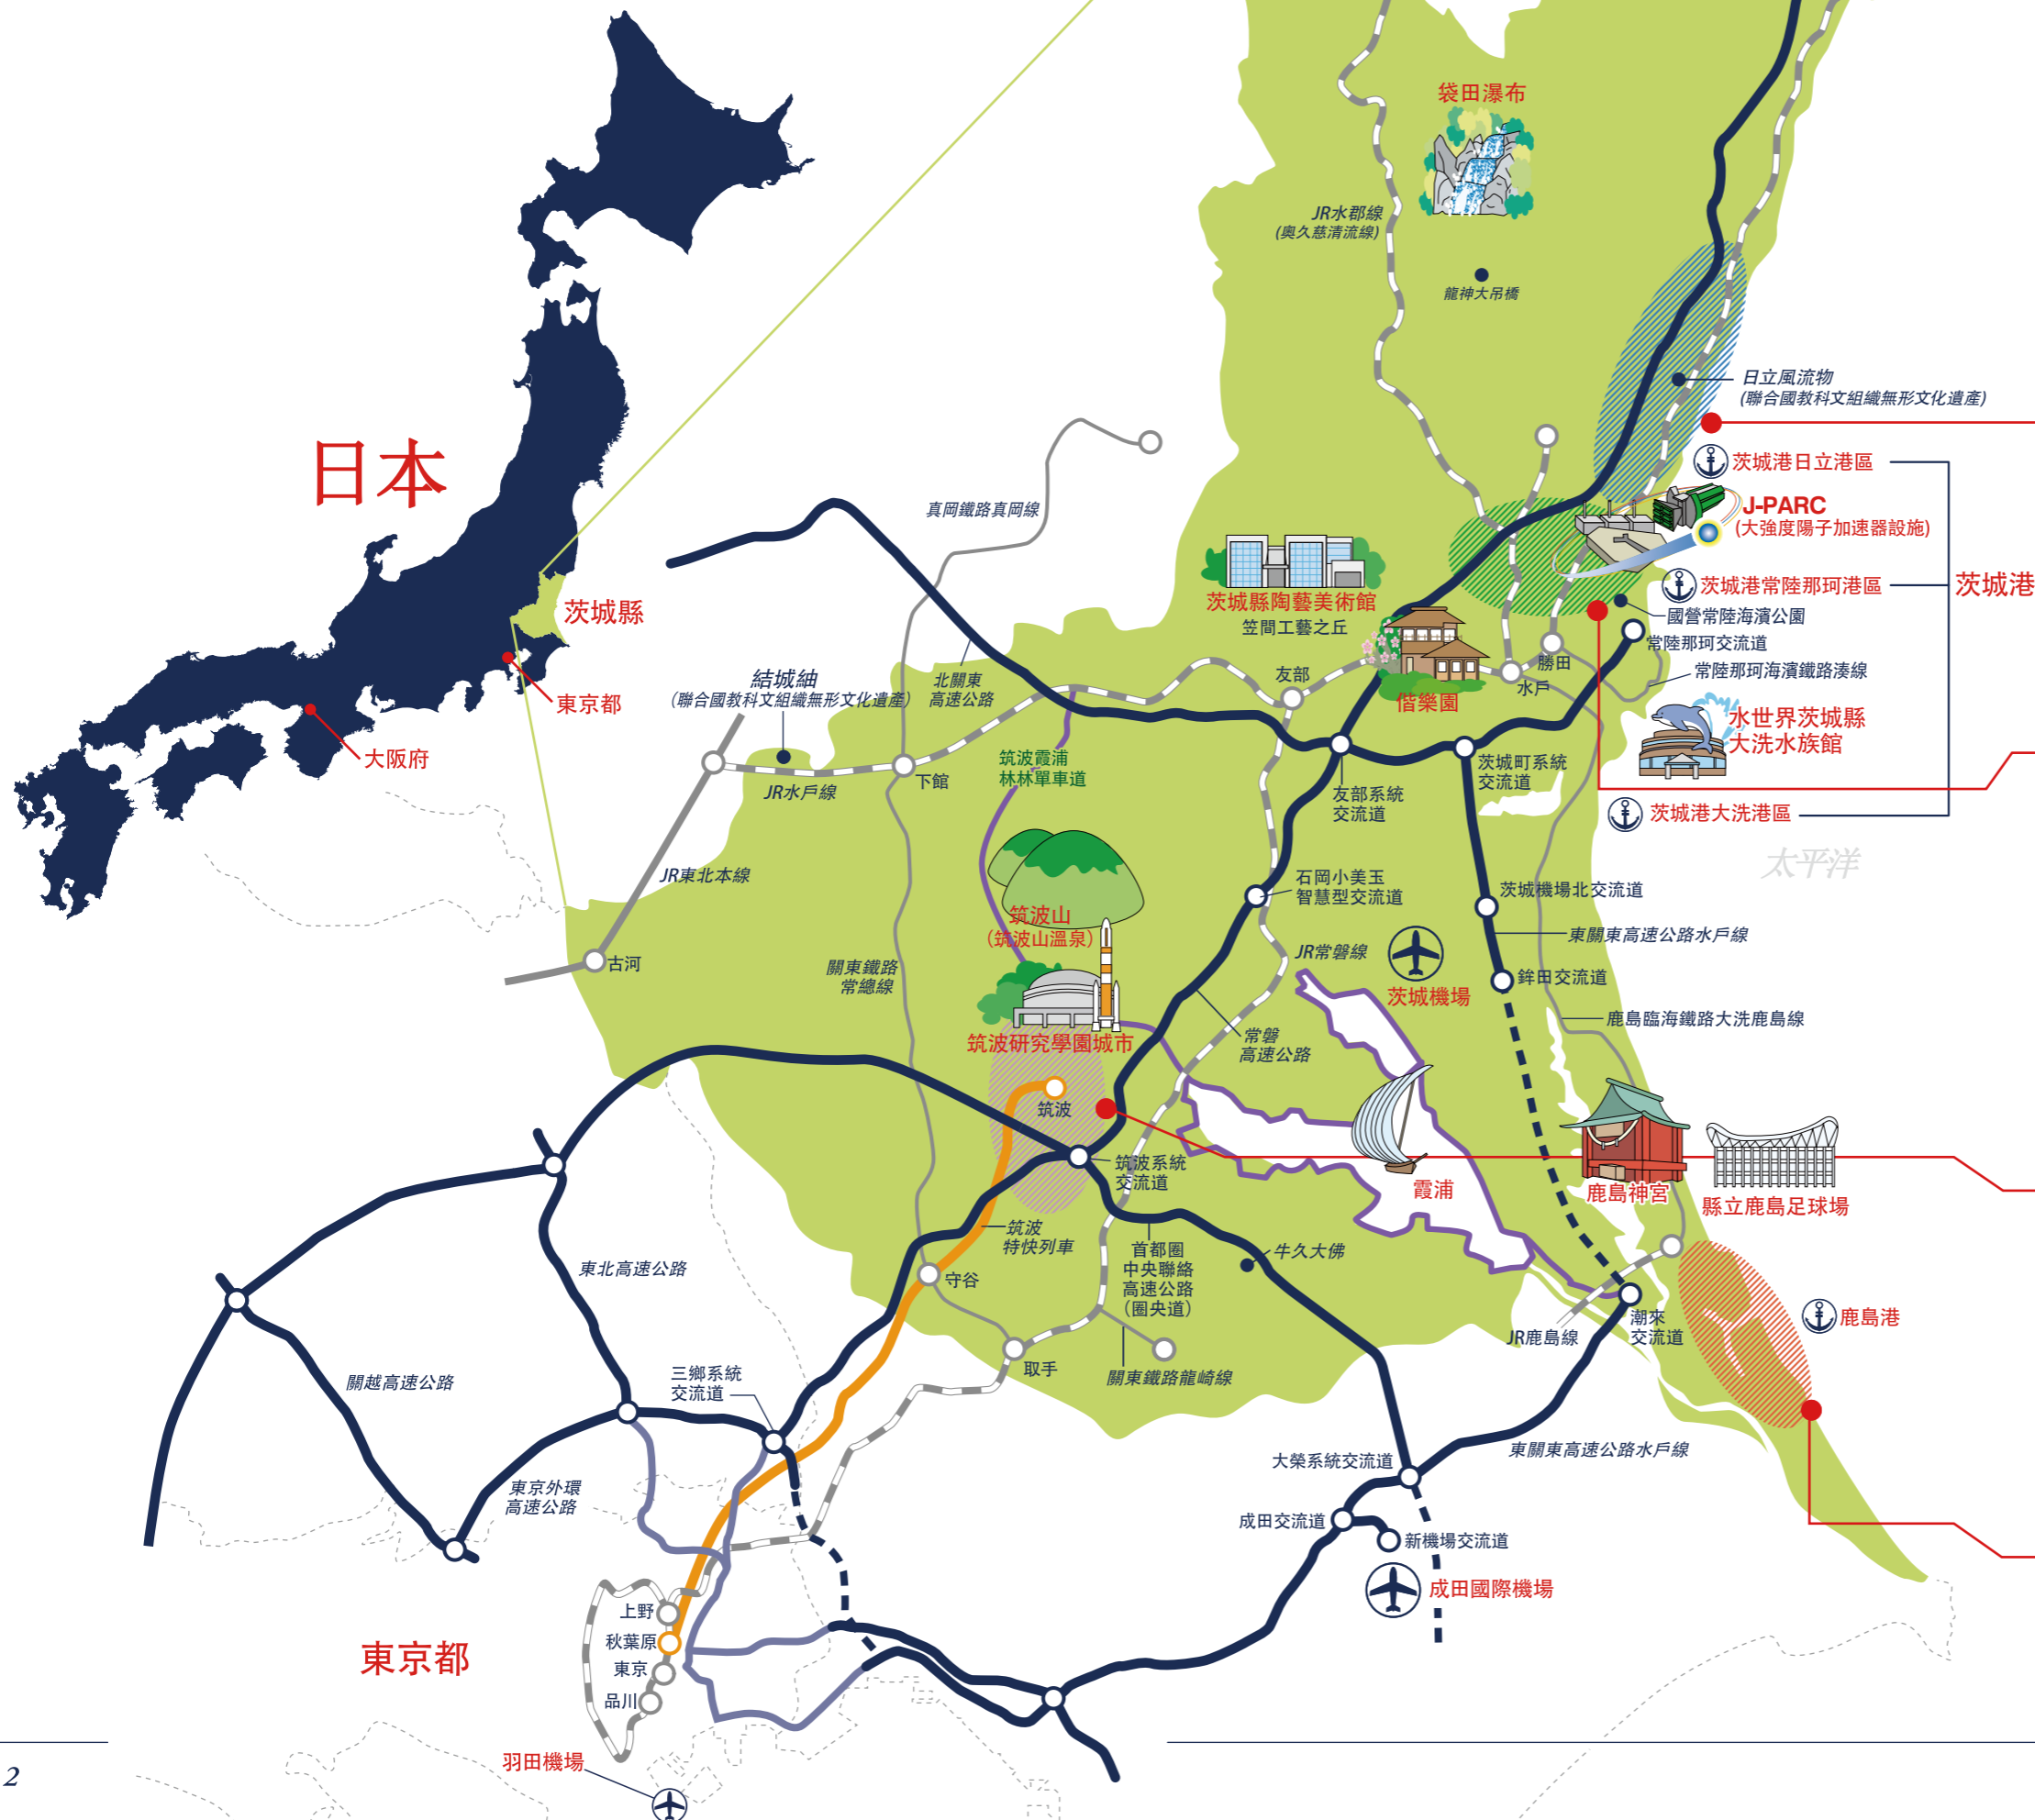 日本
茨城縣
東京都
大阪府
袋田瀑布
JR水郡線
(奧久慈清流線)
龍神大吊橋
日立風流物
(聯合國教科文組織無形文化遺產)
茨城港日立港區
J-PARC
(大強度陽子加速器設施)
茨城港常陸那珂港區
茨城港
國營常陸海濱公園
常陸那珂交流道
常陸那珂海濱鐵路湊線
水世界茨城縣
大洗水族館
茨城港大洗港區
太平洋
真岡鐵路真岡線
茨城縣陶藝美術館
笠間工藝之丘
偕樂園
勝田
水戶
友部
北關東
高速公路
結城紬
(聯合國教科文組織無形文化遺產)
JR水戶線
下館
筑波霞浦
林林單車道
友部系統
交流道
茨城町系統
交流道
JR東北本線
古河
筑波山
(筑波山溫泉)
石岡小美玉
智慧型交流道
茨城機場北交流道
東關東高速公路水戶線
鉾田交流道
JR常磐線
茨城機場
關東鐵路
常總線
筑波研究學園城市
常磐
高速公路
鹿島臨海鐵路大洗鹿島線
筑波
筑波系統
交流道
霞浦
鹿島神宮
縣立鹿島足球場
筑波
特快列車
首都圈
中央聯絡
高速公路
(圈央道)
牛久大佛
守谷
東北高速公路
取手
關東鐵路龍崎線
JR鹿島線
潮來
交流道
鹿島港
關越高速公路
三鄉系統
交流道
東京外環
高速公路
大榮系統交流道
東關東高速公路水戶線
成田交流道
新機場交流道
成田國際機場
上野
秋葉原
東京
品川
東京都
羽田機場
2